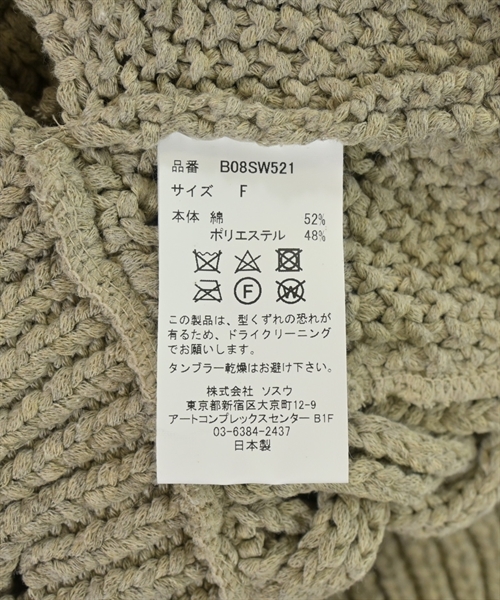 品番 B08SW521
サイズ F
本体 綿 52%
ポリエステル 48%
F W
この製品は、型くずれの恐れが
有るため、ドライクリーニング
でお願いします。
タンブラー乾燥はお避け下さい。
株式会社 ソスウ
東京都新宿区大京町12-9
アートコンプレックスセンター B1F
03-6384-2437
日本製